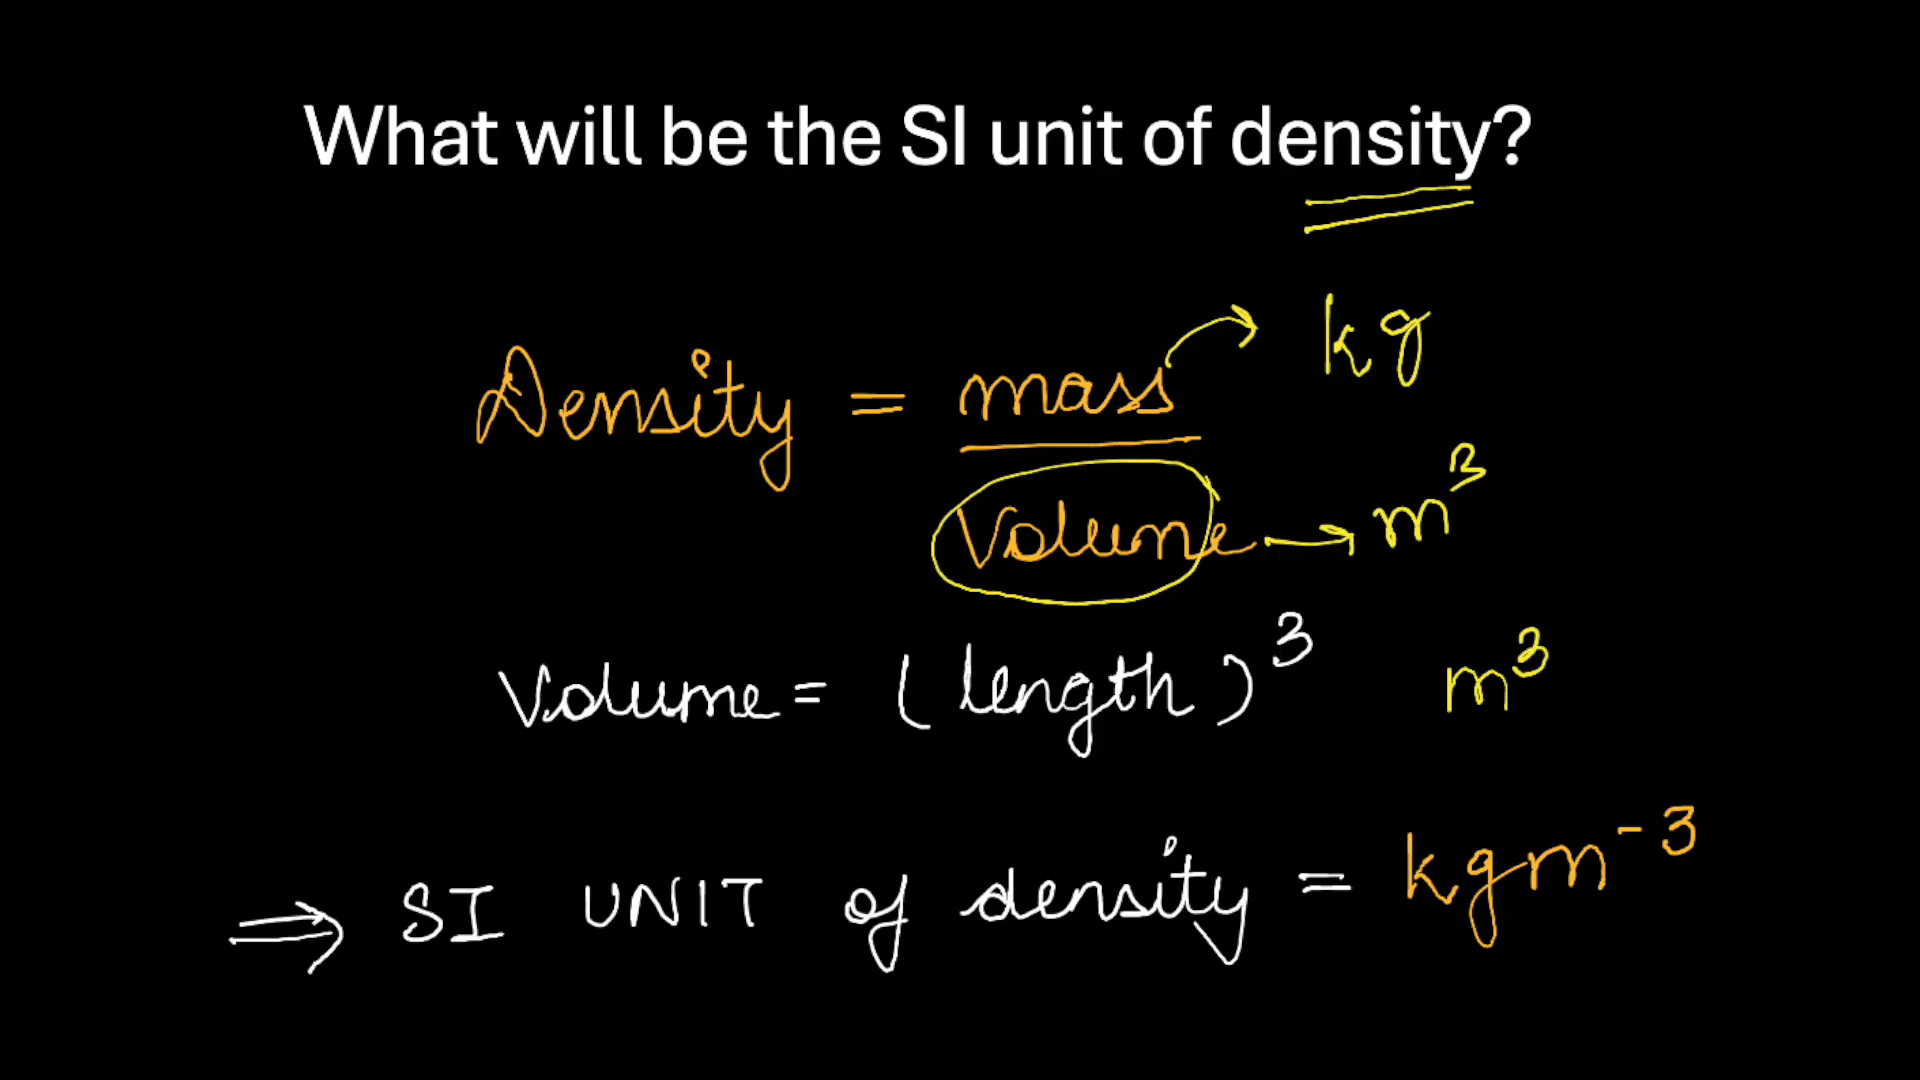 What will be the SI unit of density?
kg
Density = mass
Volume → m³
Volume = (length)³ m³
⇒ SI UNIT of density = kgm⁻³